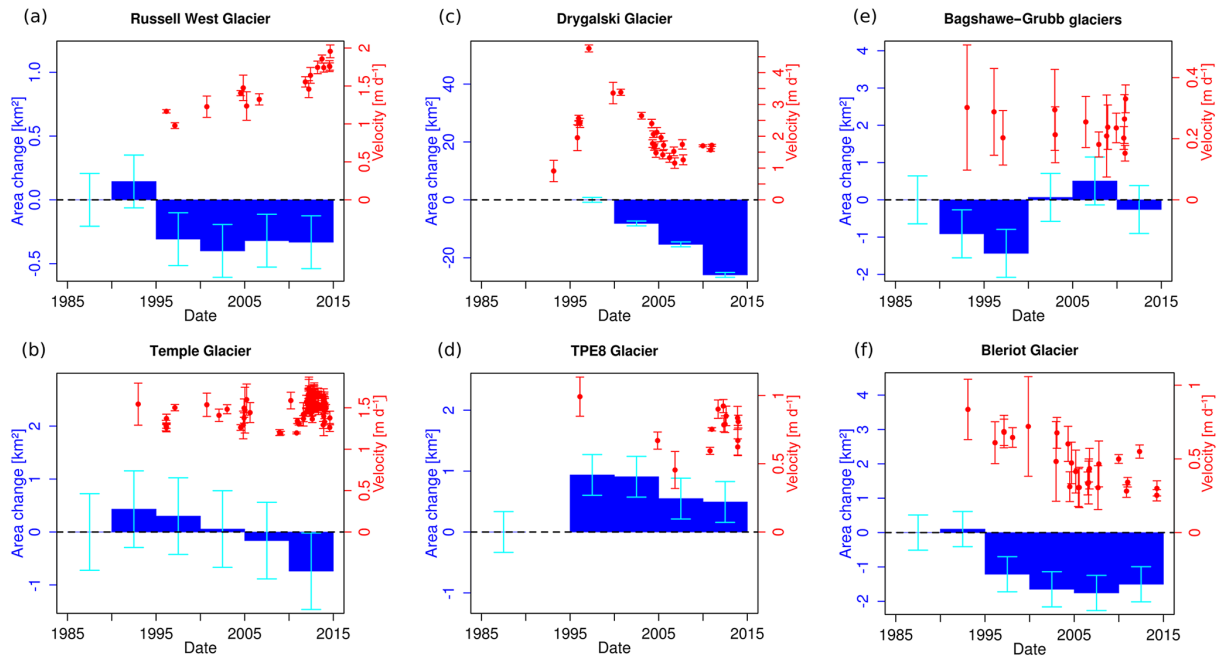 (a) Russell West Glacier
Area change [km²]
-0.5 0.0 0.5 1.0
Velocity [m d⁻¹]
0 0.5 1 1.5 2
1985 1995 2005 2015
Date
(c) Drygalski Glacier
Area change [km²]
-20 0 20 40
Velocity [m d⁻¹]
0 1 2 3 4
1985 1995 2005 2015
Date
(e) Bagshawe-Grubb glaciers
Area change [km²]
-2 -1 0 1 2 3 4
Velocity [m d⁻¹]
0 0.2 0.4
1985 1995 2005 2015
Date
(b) Temple Glacier
Area change [km²]
-1 0 1 2
Velocity [m d⁻¹]
0 0.5 1 1.5
1985 1995 2005 2015
Date
(d) TPE8 Glacier
Area change [km²]
-1 0 1 2
Velocity [m d⁻¹]
0 0.5 1
1985 1995 2005 2015
Date
(f) Bleriot Glacier
Area change [km²]
-2 -1 0 1 2 3 4
Velocity [m d⁻¹]
0 0.5 1
1985 1995 2005 2015
Date